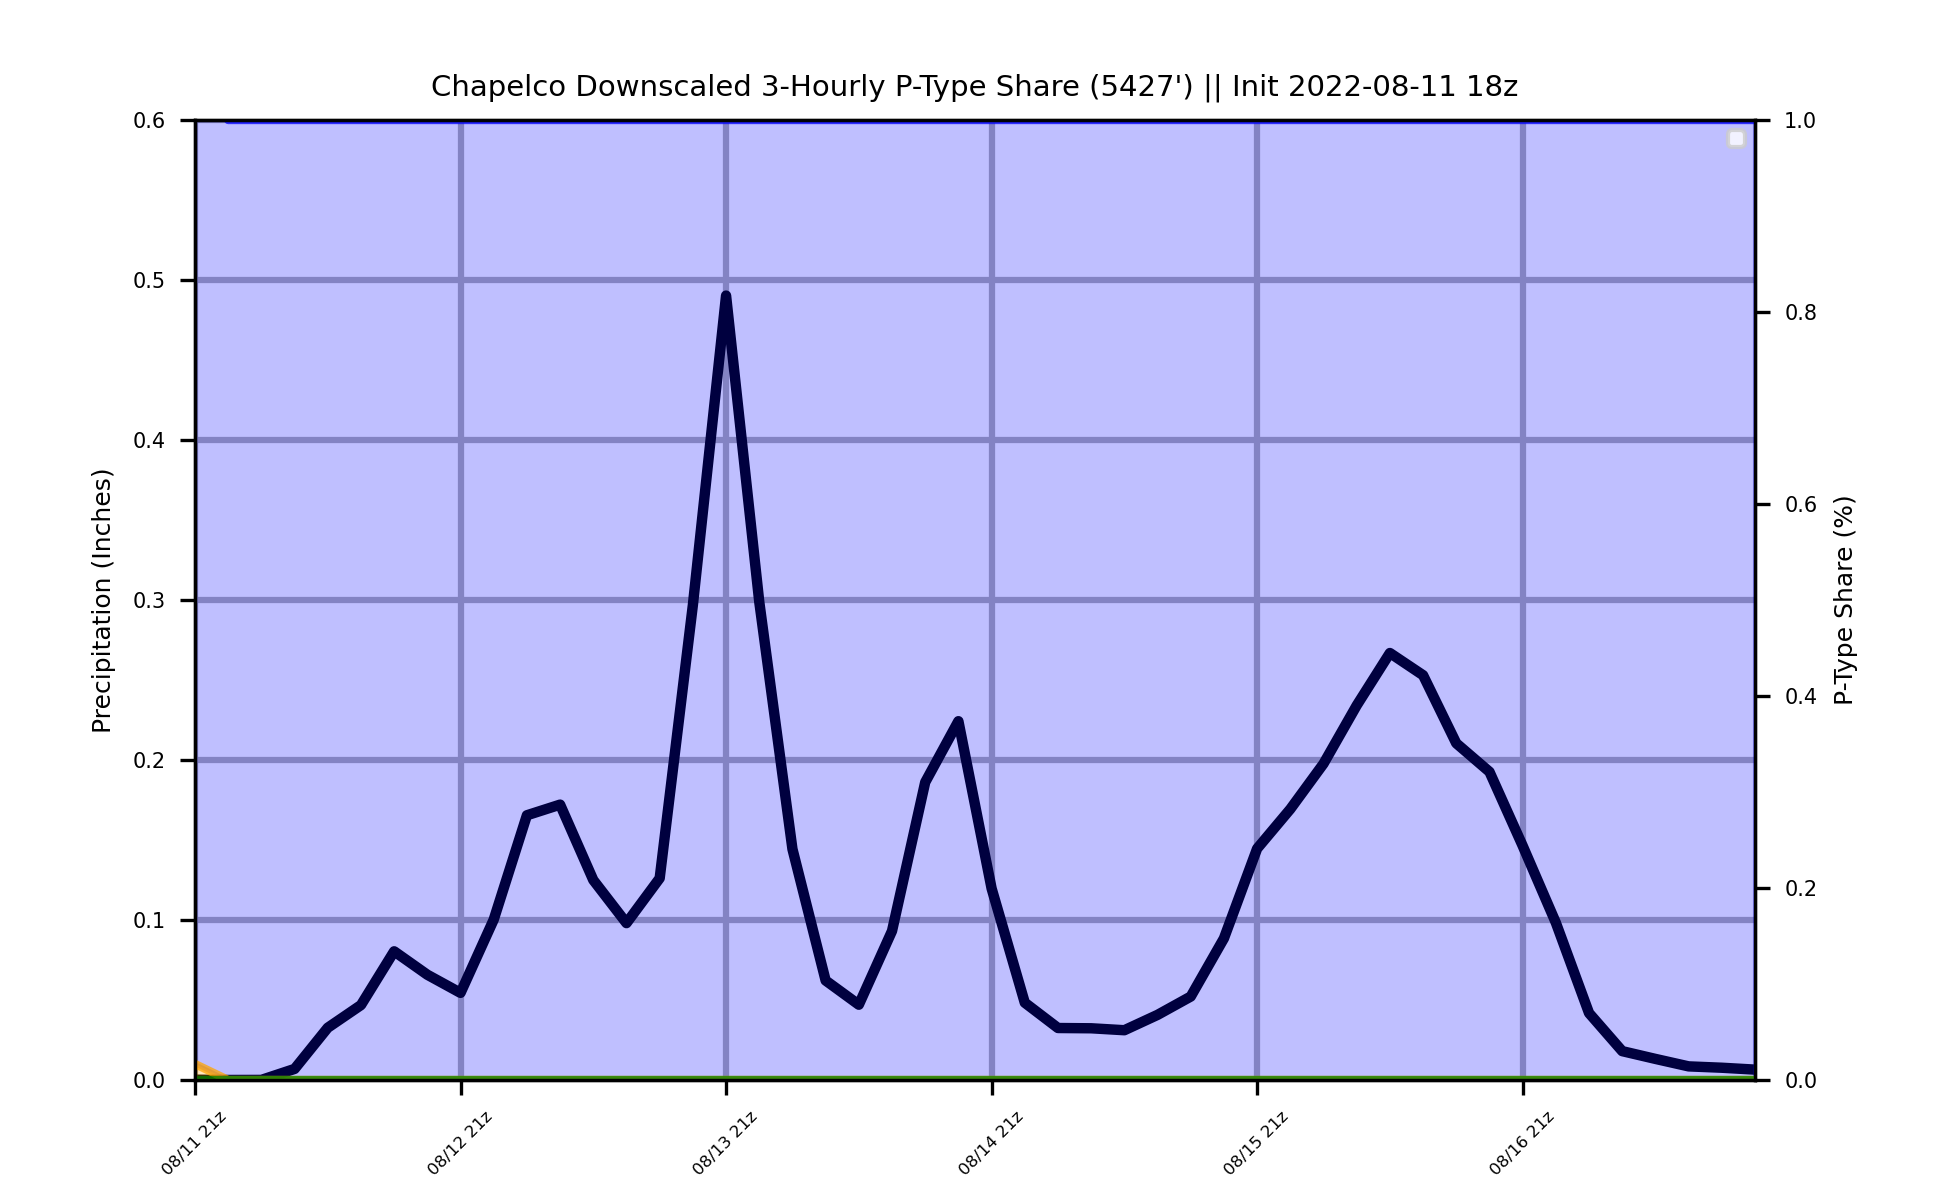 Chapelco Downscaled 3-Hourly P-Type Share (5427') || Init 2022-08-11 18z
0.6
0.5
0.4
0.3
0.2
0.1
0.0
Precipitation (Inches)
1.0
0.8
0.6
0.4
0.2
0.0
P-Type Share (%)
08/11 21z
08/12 21z
08/13 21z
08/14 21z
08/15 21z
08/16 21z